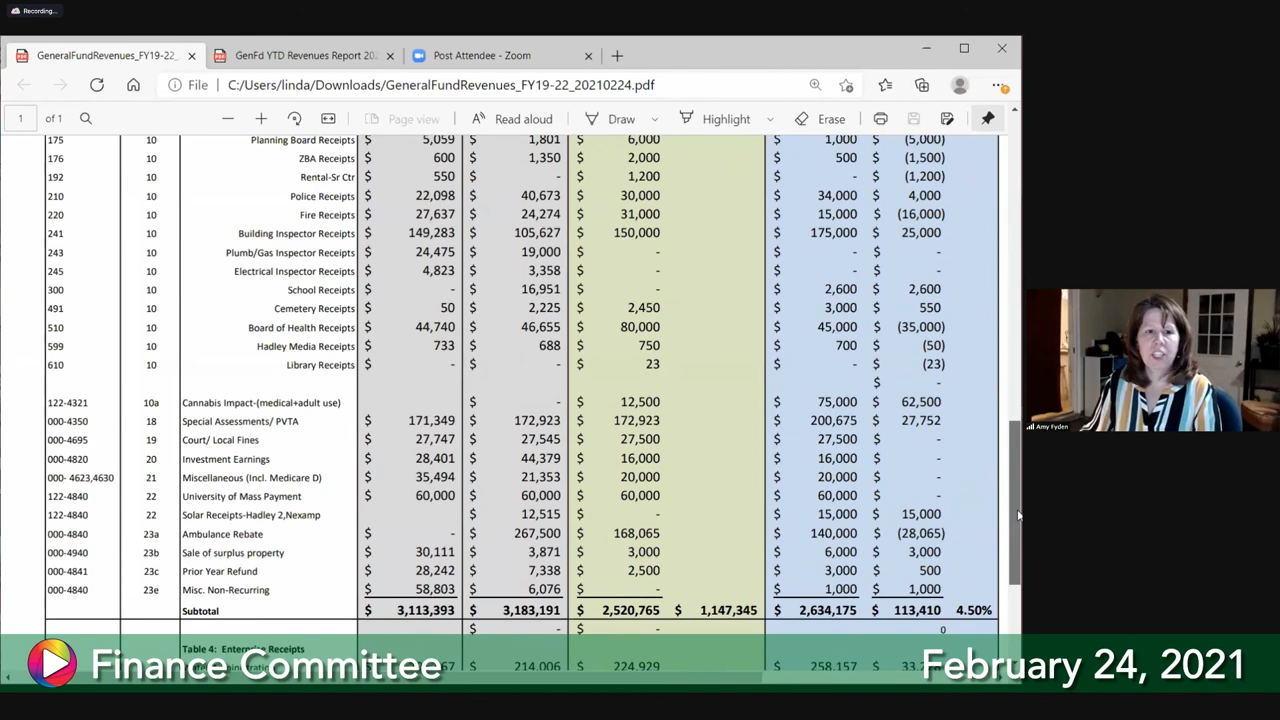 Recording...
GeneralFundRevenues_FY19-22_ GenFd YTD Revenues Report 202 Post Attendee - Zoom
File C:/Users/linda/Downloads/GeneralFundRevenues_FY19-22_20210224.pdf
1 of 1 Page view Read aloud Draw Highlight Erase
175 10 Planning Board Receipts $ 5,059 $ 1,801 $ 6,000 $ 1,000 $ (5,000)
176 10 ZBA Receipts $ 600 $ 1,350 $ 2,000 $ 500 $ (1,500)
192 10 Rental-Sr Ctr $ 550 $ - $ 1,200 $ - $ (1,200)
210 10 Police Receipts $ 22,098 $ 40,673 $ 30,000 $ 34,000 $ 4,000
220 10 Fire Receipts $ 27,637 $ 24,274 $ 31,000 $ 15,000 $ (16,000)
241 10 Building Inspector Receipts $ 149,283 $ 105,627 $ 150,000 $ 175,000 $ 25,000
243 10 Plumb/Gas Inspector Receipts $ 24,475 $ 19,000 $ - $ - $ -
245 10 Electrical Inspector Receipts $ 4,823 $ 3,358 $ - $ - $ -
300 10 School Receipts $ - $ 16,951 $ - $ 2,600 $ 2,600
491 10 Cemetery Receipts $ 50 $ 2,225 $ 2,450 $ 3,000 $ 550
510 10 Board of Health Receipts $ 44,740 $ 46,655 $ 80,000 $ 45,000 $ (35,000)
599 10 Hadley Media Receipts $ 733 $ 688 $ 750 $ 700 $ (50)
610 10 Library Receipts $ - $ - $ 23 $ - $ (23)
$ -
122-4321 10a Cannabis Impact-(medical+adult use) $ - $ 12,500 $ 75,000 $ 62,500
000-4350 18 Special Assessments/ PVTA $ 171,349 $ 172,923 $ 172,923 $ 200,675 $ 27,752
000-4695 19 Court/ Local Fines $ 27,747 $ 27,545 $ 27,500 $ 27,500 $ -
000-4820 20 Investment Earnings $ 28,401 $ 44,379 $ 16,000 $ 16,000 $ -
000- 4623,4630 21 Miscellaneous (Incl. Medicare D) $ 35,494 $ 21,353 $ 20,000 $ 20,000 $ -
122-4840 22 University of Mass Payment $ 60,000 $ 60,000 $ 60,000 $ 60,000 $ -
122-4840 22 Solar Receipts-Hadley 2,Nexamp $ 12,515 $ - $ 15,000 $ 15,000
000-4840 23a Ambulance Rebate $ - $ 267,500 $ 168,065 $ 140,000 $ (28,065)
000-4940 23b Sale of surplus property $ 30,111 $ 3,871 $ 3,000 $ 6,000 $ 3,000
000-4841 23c Prior Year Refund $ 28,242 $ 7,338 $ 2,500 $ 3,000 $ 500
000-4840 23e Misc. Non-Recurring $ 58,803 $ 6,076 $ - $ 1,000 $ 1,000
Subtotal $ 3,113,393 $ 3,183,191 $ 2,520,765 $ 1,147,345 $ 2,634,175 $ 113,410 4.50%
$ - $ - 0
Table 4: Enterprise Receipts
$ 214,006 $ 224,929 $ 258,157 $
Amy Fyden
Finance Committee February 24, 2021